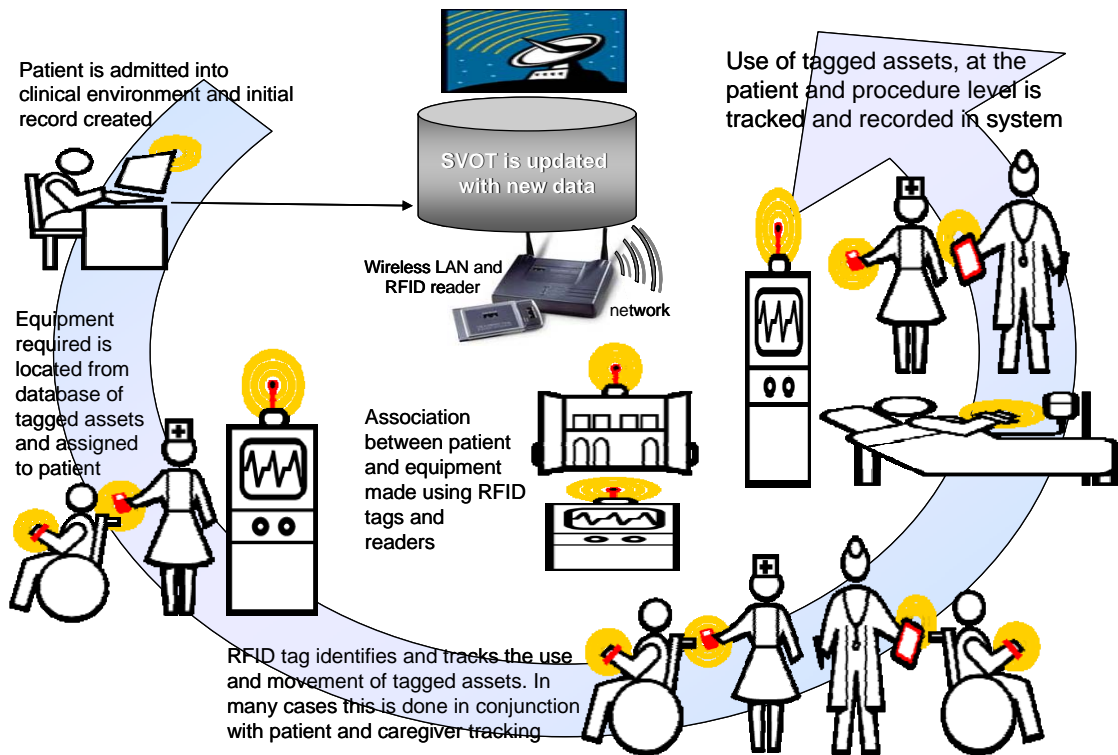 Patient is admitted into
clinical environment and initial
record created
SVOT is updated
with new data
Wireless LAN and
RFID reader
network
Use of tagged assets, at the
patient and procedure level is
tracked and recorded in system
Equipment
required is
located from
database of
tagged assets
and assigned
to patient
Association
between patient
and equipment
made using RFID
tags and
readers
RFID tag identifies and tracks the use
and movement of tagged assets. In
many cases this is done in conjunction
with patient and caregiver tracking